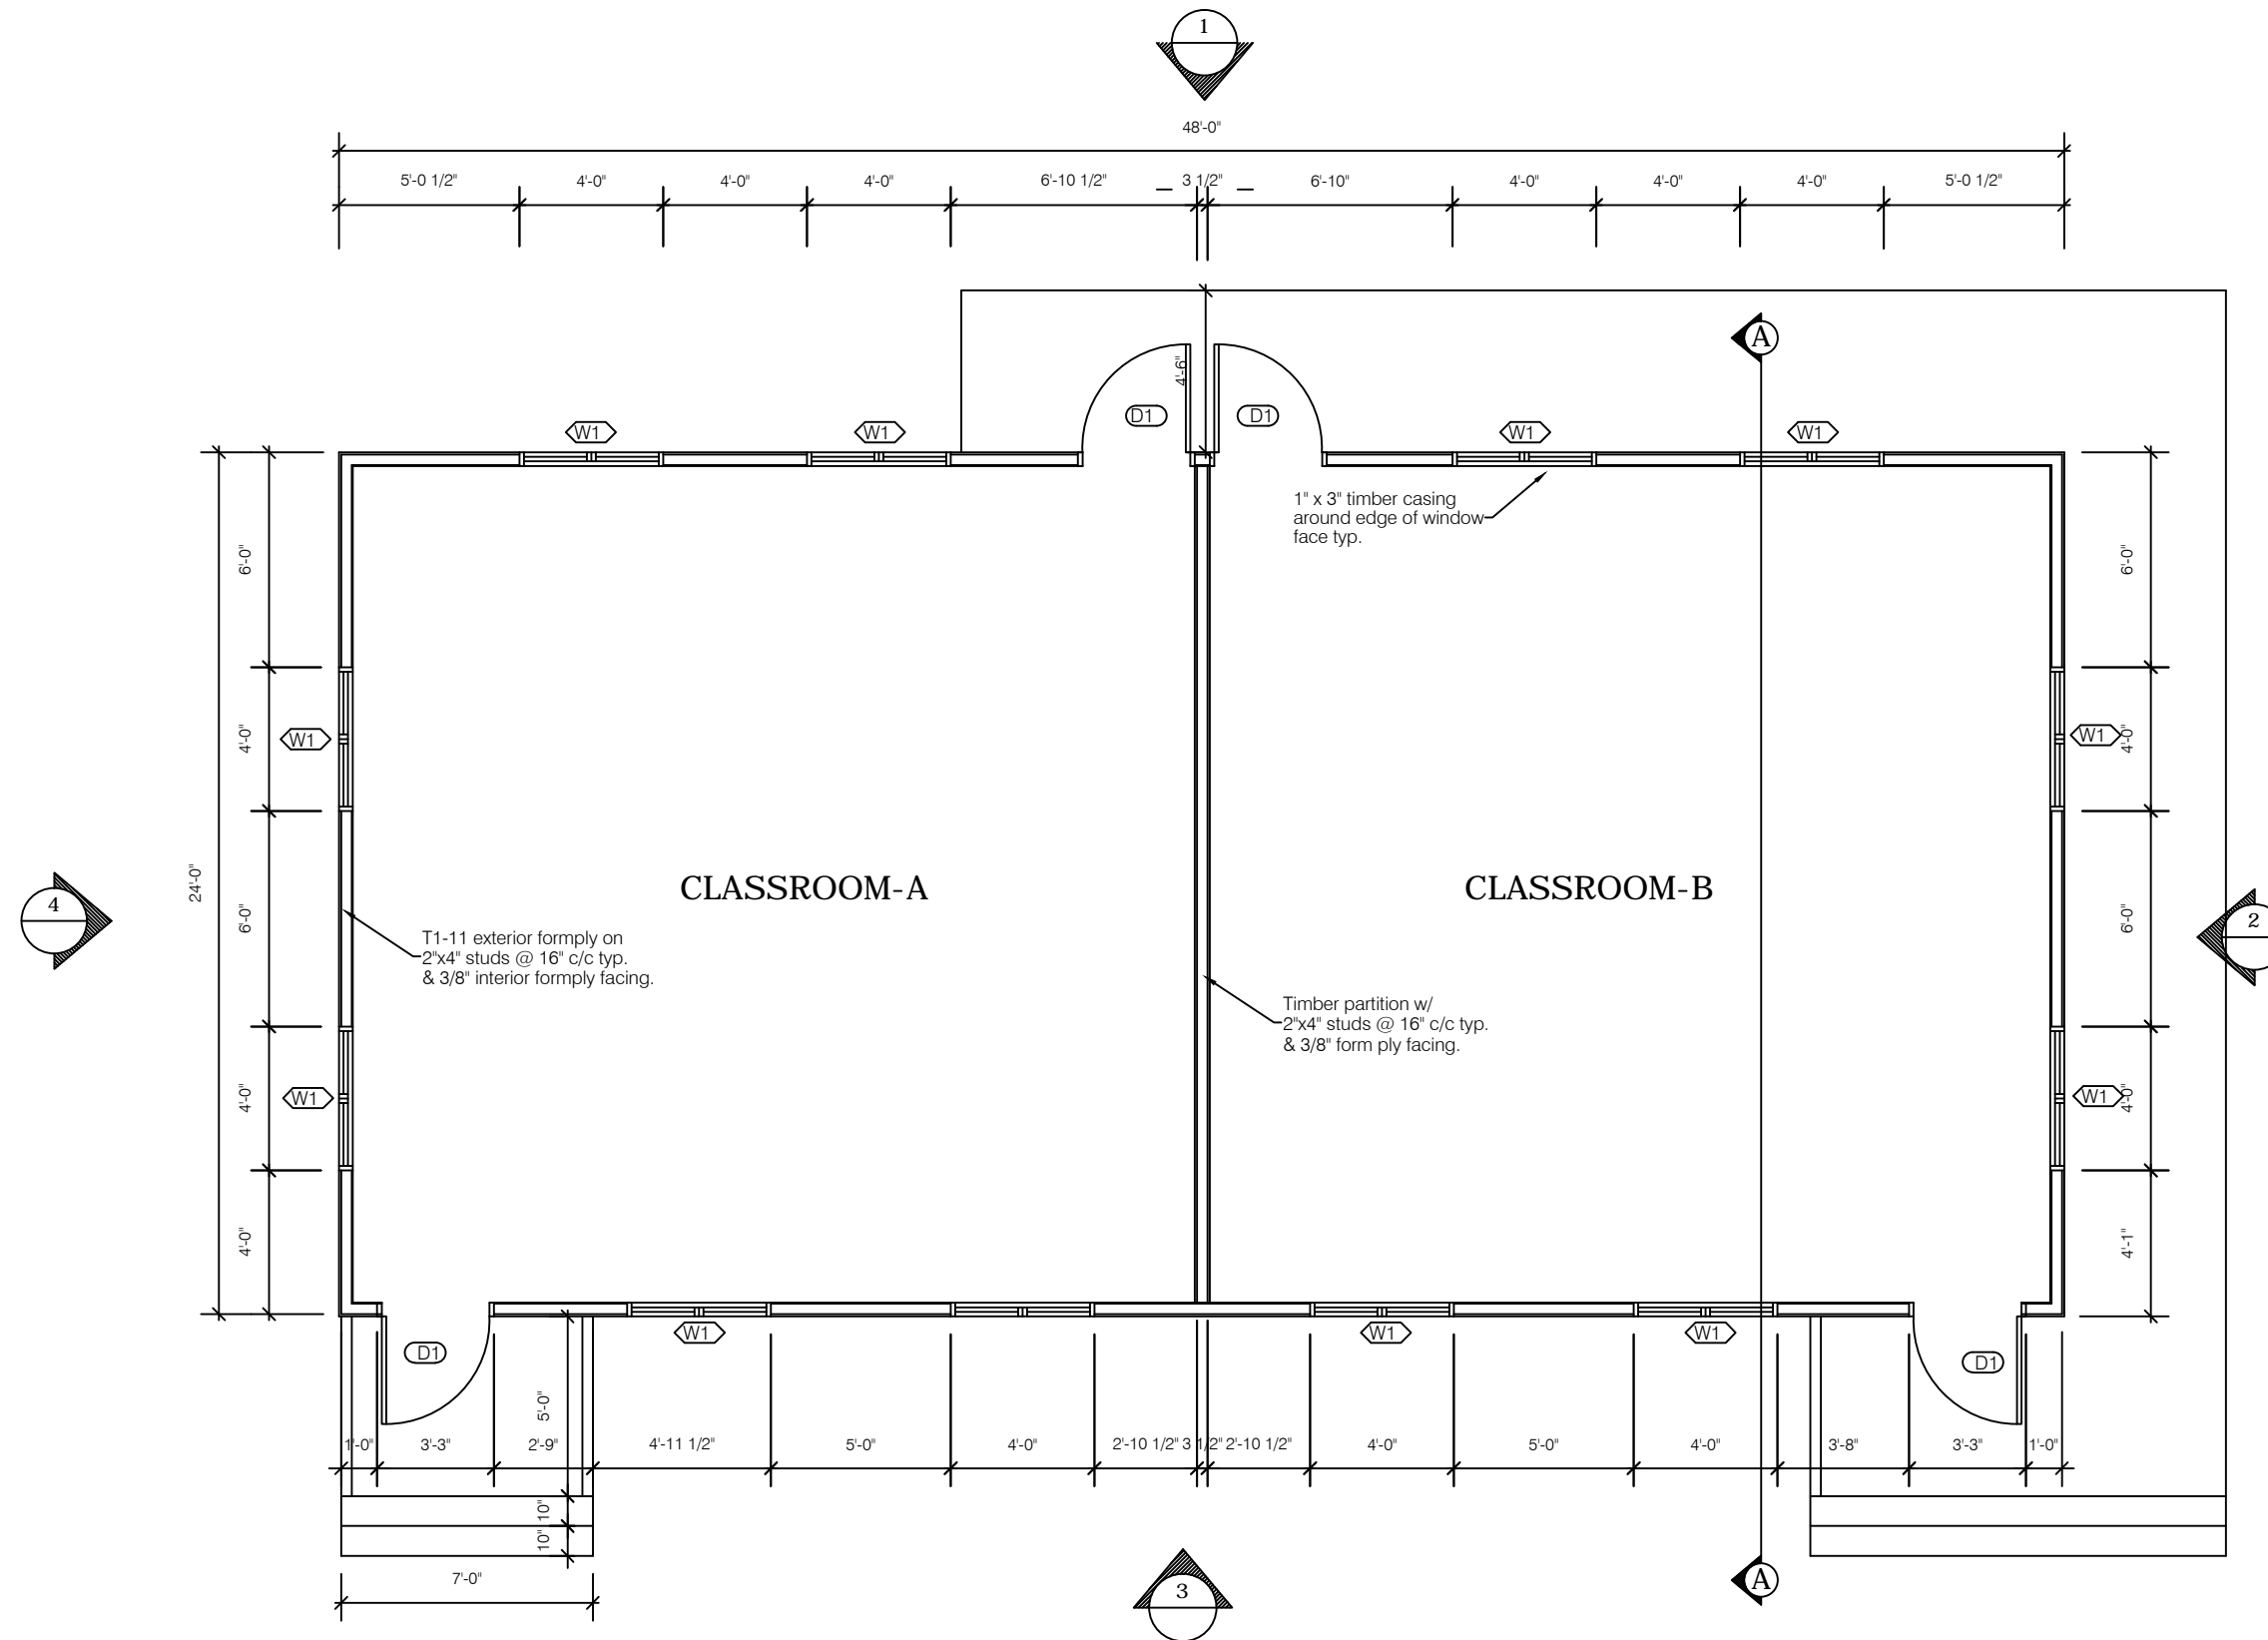 1
48'-0"
5'-0 1/2"
4'-0"
4'-0"
4'-0"
6'-10 1/2"
3 1/2"
6'-10"
4'-0"
4'-0"
4'-0"
5'-0 1/2"
A
4'-6"
D1
D1
W1
W1
W1
W1
1" x 3" timber casing
around edge of window
face typ.
6'-0"
6'-0"
4'-0"
W1
W1
4'-0"
24'-0"
CLASSROOM-A
CLASSROOM-B
4
6'-0"
6'-0"
2
T1-11 exterior formply on
2"x4" studs @ 16" c/c typ.
& 3/8" interior formply facing.
Timber partition w/
2"x4" studs @ 16" c/c typ.
& 3/8" form ply facing.
4'-0"
W1
W1
4'-0"
4'-0"
4'-1"
W1
W1
W1
D1
D1
5'-0"
1'-0"
3'-3"
2'-9"
4'-11 1/2"
5'-0"
4'-0"
2'-10 1/2"
3 1/2"
2'-10 1/2"
4'-0"
5'-0"
4'-0"
3'-8"
3'-3"
1'-0"
10"
10"
7'-0"
3
A